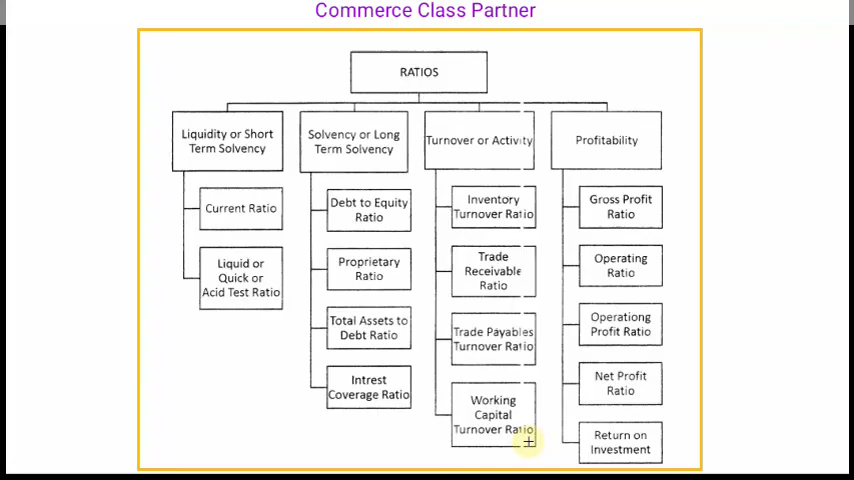 Commerce Class Partner
RATIOS
Liquidity or Short
Term Solvency
Solvency or Long
Term Solvency
Turnover or Activity
Profitability
Current Ratio
Liquid or
Quick or
Acid Test Ratio
Debt to Equity
Ratio
Proprietary
Ratio
Total Assets to
Debt Ratio
Intrest
Coverage Ratio
Inventory
Turnover Ratio
Trade
Receivable
Ratio
Trade Payables
Turnover Ratio
Working
Capital
Turnover Ratio
Gross Profit
Ratio
Operating
Ratio
Operationg
Profit Ratio
Net Profit
Ratio
Return on
Investment